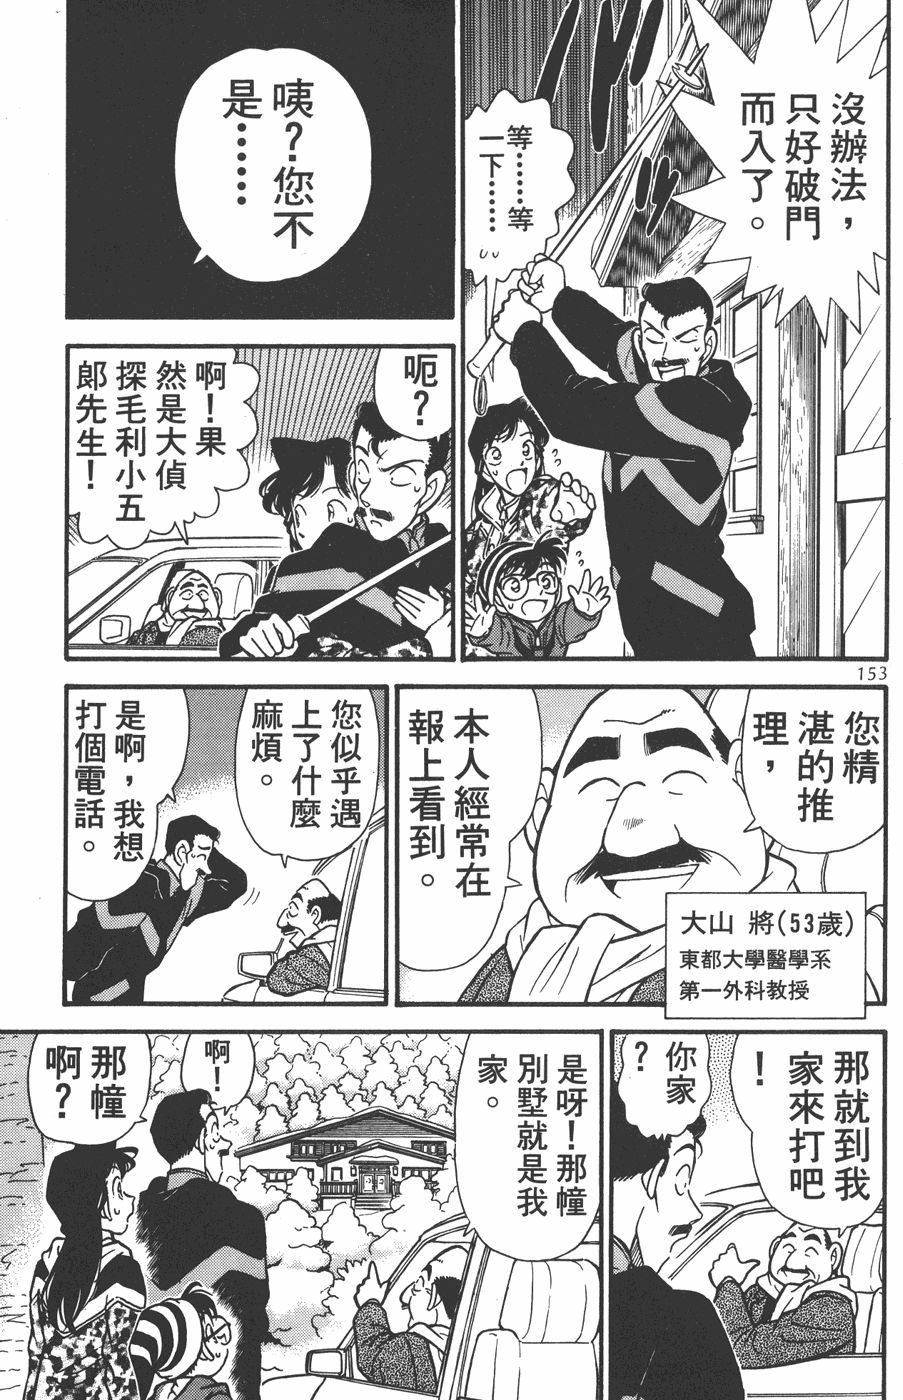 沒辦法，
只好破門
而入了。
等……等
一下……
咦？您不
是……
呃？
啊！果
然是大偵
探毛利小五
郎先生！
153
您精
湛的推
理，
本人經常在
報上看到。
大山 將(53歲)
東都大學醫學系
第一外科教授
您似乎遇
上了什麼
麻煩。
是啊，我想
打個電話。
那就到我
家來打吧
！
你家
？
是呀！那幢
別墅就是我
家。
啊！
那幢
啊？